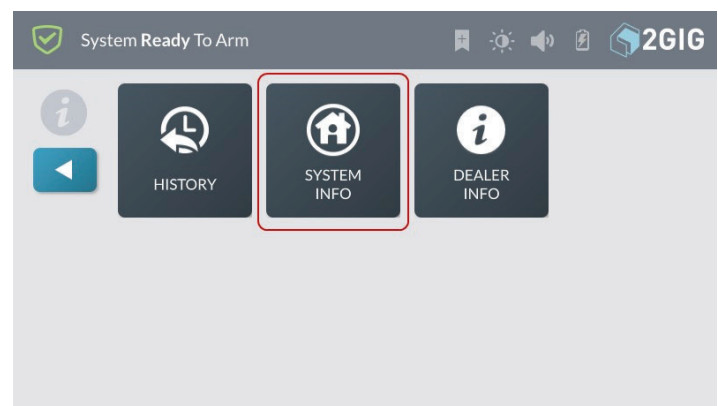 System Ready To Arm
2GIG
HISTORY
SYSTEM
INFO
DEALER
INFO